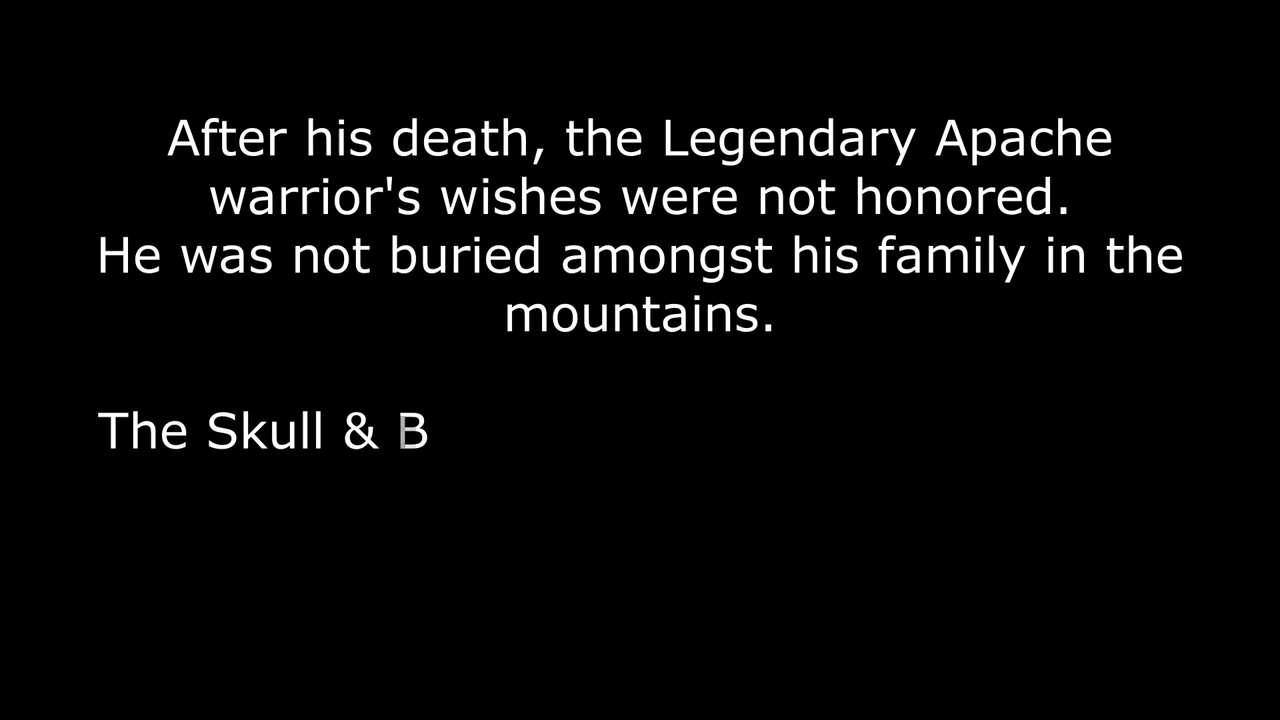 After his death, the Legendary Apache
warrior's wishes were not honored.
He was not buried amongst his family in the
mountains.
The Skull & B